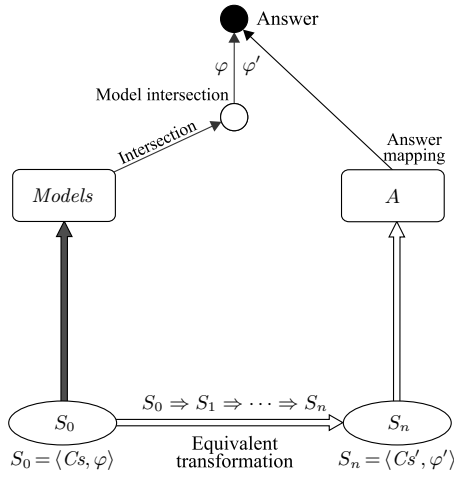 Answer
φ φ′
Model intersection
Intersection
Answer
mapping
Models
A
S₀ ⇒ S₁ ⇒ ⋯ ⇒ Sₙ
S₀
Sₙ
Equivalent
transformation
S₀ = ⟨Cs, φ⟩
Sₙ = ⟨Cs′, φ′⟩